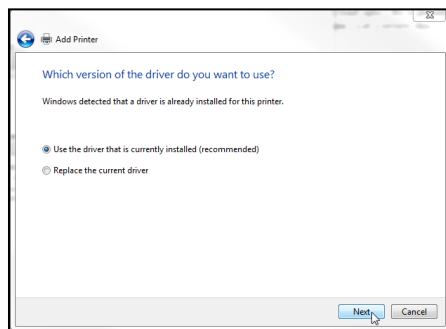 Add Printer
Which version of the driver do you want to use?
Windows detected that a driver is already installed for this printer.
Use the driver that is currently installed (recommended)
Replace the current driver
Next
Cancel